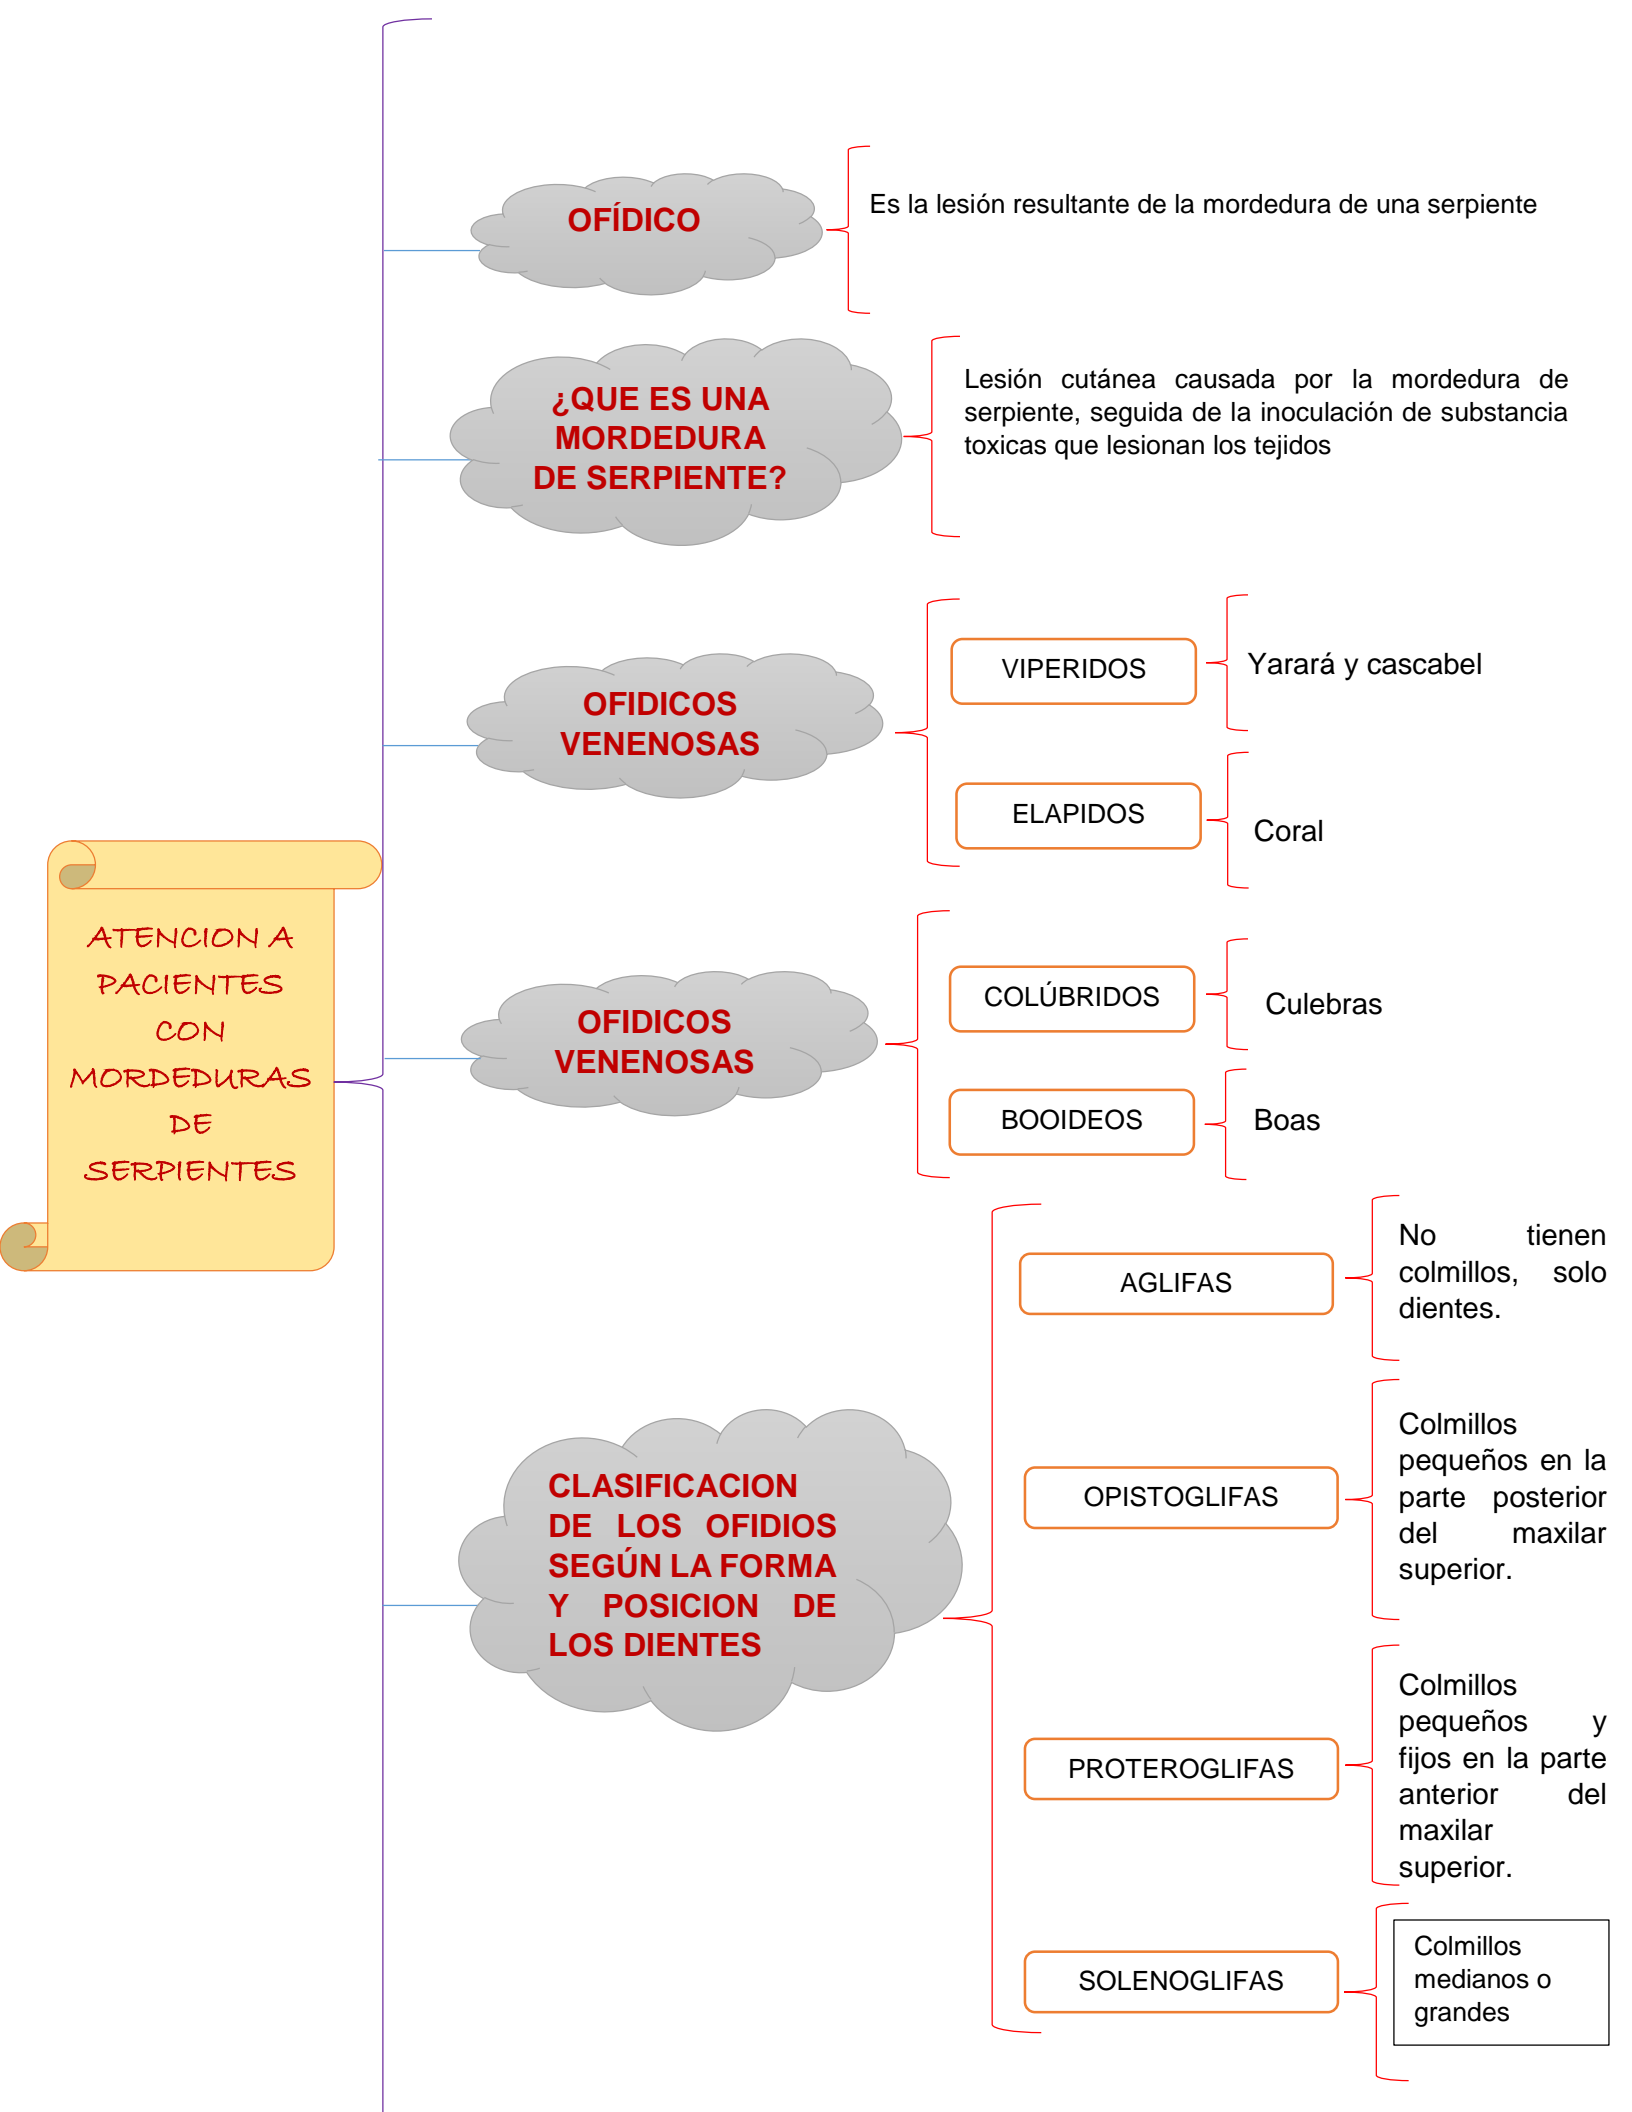 ATENCION A
PACIENTES
CON
MORDEDURAS
DE
SERPIENTES
OFÍDICO
Es la lesión resultante de la mordedura de una serpiente
¿QUE ES UNA
MORDEDURA
DE SERPIENTE?
Lesión cutánea causada por la mordedura de
serpiente, seguida de la inoculación de substancia
toxicas que lesionan los tejidos
OFIDICOS
VENENOSAS
VIPERIDOS
Yarará y cascabel
ELAPIDOS
Coral
OFIDICOS
VENENOSAS
COLÚBRIDOS
Culebras
BOOIDEOS
Boas
CLASIFICACION
DE LOS OFIDIOS
SEGÚN LA FORMA
Y POSICION DE
LOS DIENTES
AGLIFAS
No tienen
colmillos, solo
dientes.
OPISTOGLIFAS
Colmillos
pequeños en la
parte posterior
del maxilar
superior.
PROTEROGLIFAS
Colmillos
pequeños y
fijos en la parte
anterior del
maxilar
superior.
SOLENOGLIFAS
Colmillos
medianos o
grandes